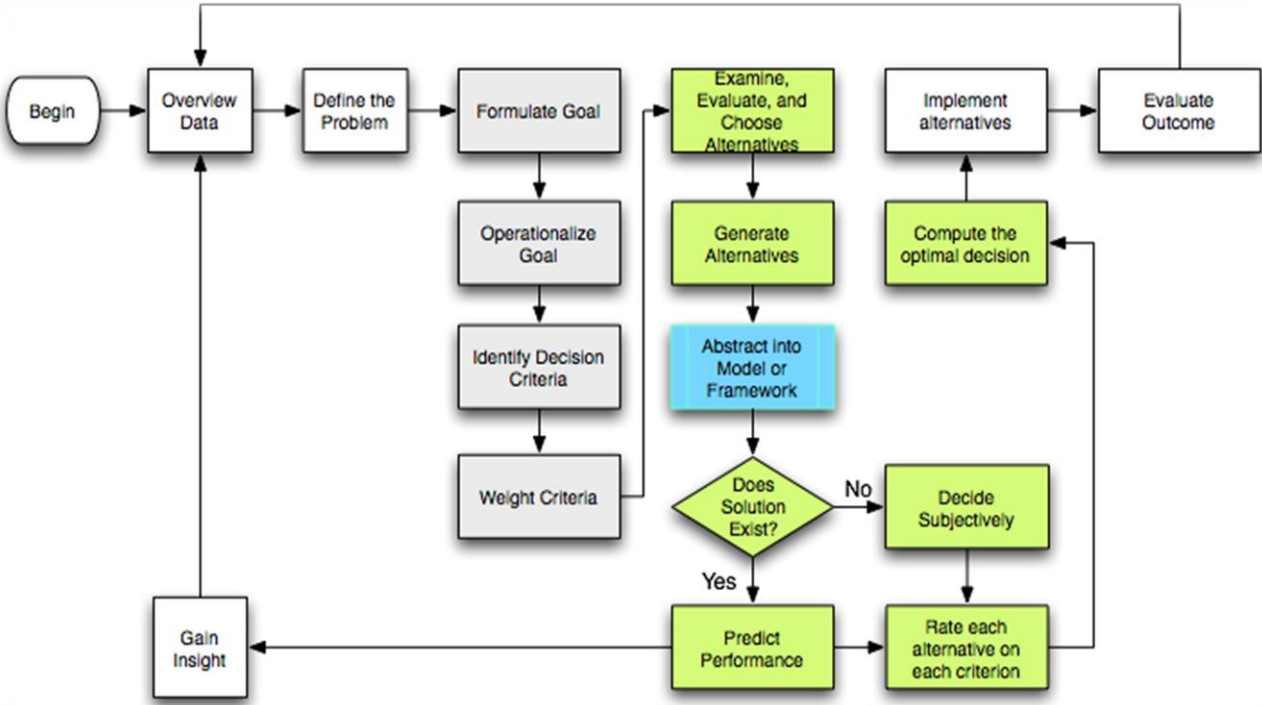 Begin
Overview
Data
Define the
Problem
Formulate Goal
Examine,
Evaluate, and
Choose
Alternatives
Implement
alternatives
Evaluate
Outcome
Operationalize
Goal
Generate
Alternatives
Compute the
optimal decision
Identify Decision
Criteria
Abstract into
Model or
Framework
Weight Criteria
Does
Solution
Exist?
No
Decide
Subjectively
Yes
Gain
Insight
Predict
Performance
Rate each
alternative on
each criterion